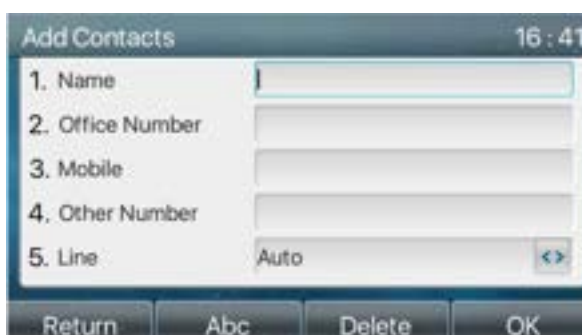 Add Contacts 16:41
1. Name
2. Office Number
3. Mobile
4. Other Number
5. Line Auto <>
Return Abc Delete OK